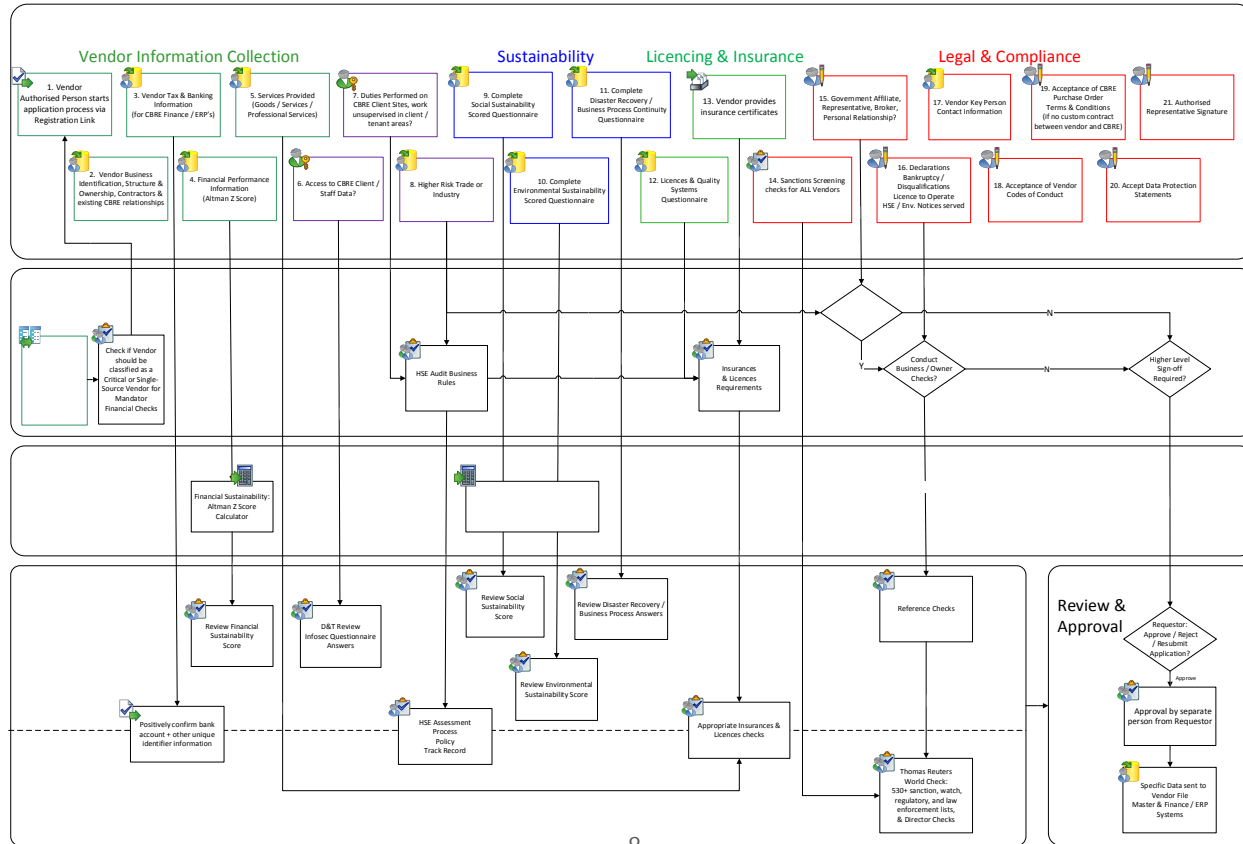 Vendor Information Collection
Sustainability
Licencing & Insurance
Legal & Compliance
1. Vendor
Authorised Person starts
application process via
Registration Link
3. Vendor Tax & Banking
Information
(for CBRE Finance / ERP's)
5. Services Provided
(Goods / Services /
Professional Services)
7. Duties Performed on
CBRE Client Sites, work
unsupervised in client /
tenant areas?
9. Complete
Social Sustainability
Scored Questionnaire
11. Complete
Disaster Recovery /
Business Process Continuity
Questionnaire
13. Vendor provides
insurance certificates
15. Government Affiliate,
Representative, Broker,
Personal Relationship?
17. Vendor Key Person
Contact Information
19. Acceptance of CBRE
Purchase Order
Terms & Conditions
(If no custom contract
between vendor and CBRE)
21. Authorised
Representative Signature
2. Vendor Business
Identification, Structure &
Ownership, Contractors &
existing CBRE relationships
4. Financial Performance
Information
(Altman Z Score)
6. Access to CBRE Client /
Staff Data?
8. Higher Risk Trade or
Industry
10. Complete
Environmental Sustainability
Scored Questionnaire
12. Licences & Quality
Systems
Questionnaire
14. Sanctions Screening
checks for ALL Vendors
16. Declarations
Bankruptcy /
Disqualifications
Licence to Operate
HSE / Env. Notices served
18. Acceptance of Vendor
Codes of Conduct
20. Accept Data Protection
Statements
Check if Vendor
should be
classified as a
Critical or Single-
Source Vendor for
Mandator
Financial Checks
HSE Audit Business
Rules
Insurances
& Licences
Requirements
N
Y
Conduct
Business / Owner
Checks?
N
Higher Level
Sign-off
Required?
Financial Sustainability:
Altman Z Score
Calculator
Review Financial
Sustainability
Score
D&T Review
Infosec Questionnaire
Answers
Review Social
Sustainability
Score
Review Disaster Recovery /
Business Process Answers
Reference Checks
Review Environmental
Sustainability Score
Positively confirm bank
account + other unique
identifier information
HSE Assessment
Process
Policy
Track Record
Appropriate Insurances &
Licences checks
Thomas Reuters
World Check:
530+ sanction, watch,
regulatory, and law
enforcement lists,
& Director Checks
Review &
Approval
Requestor:
Approve / Reject
/ Resubmit
Application?
Approve
Approval by separate
person from Requestor
Specific Data sent to
Vendor File
Master & Finance / ERP
Systems